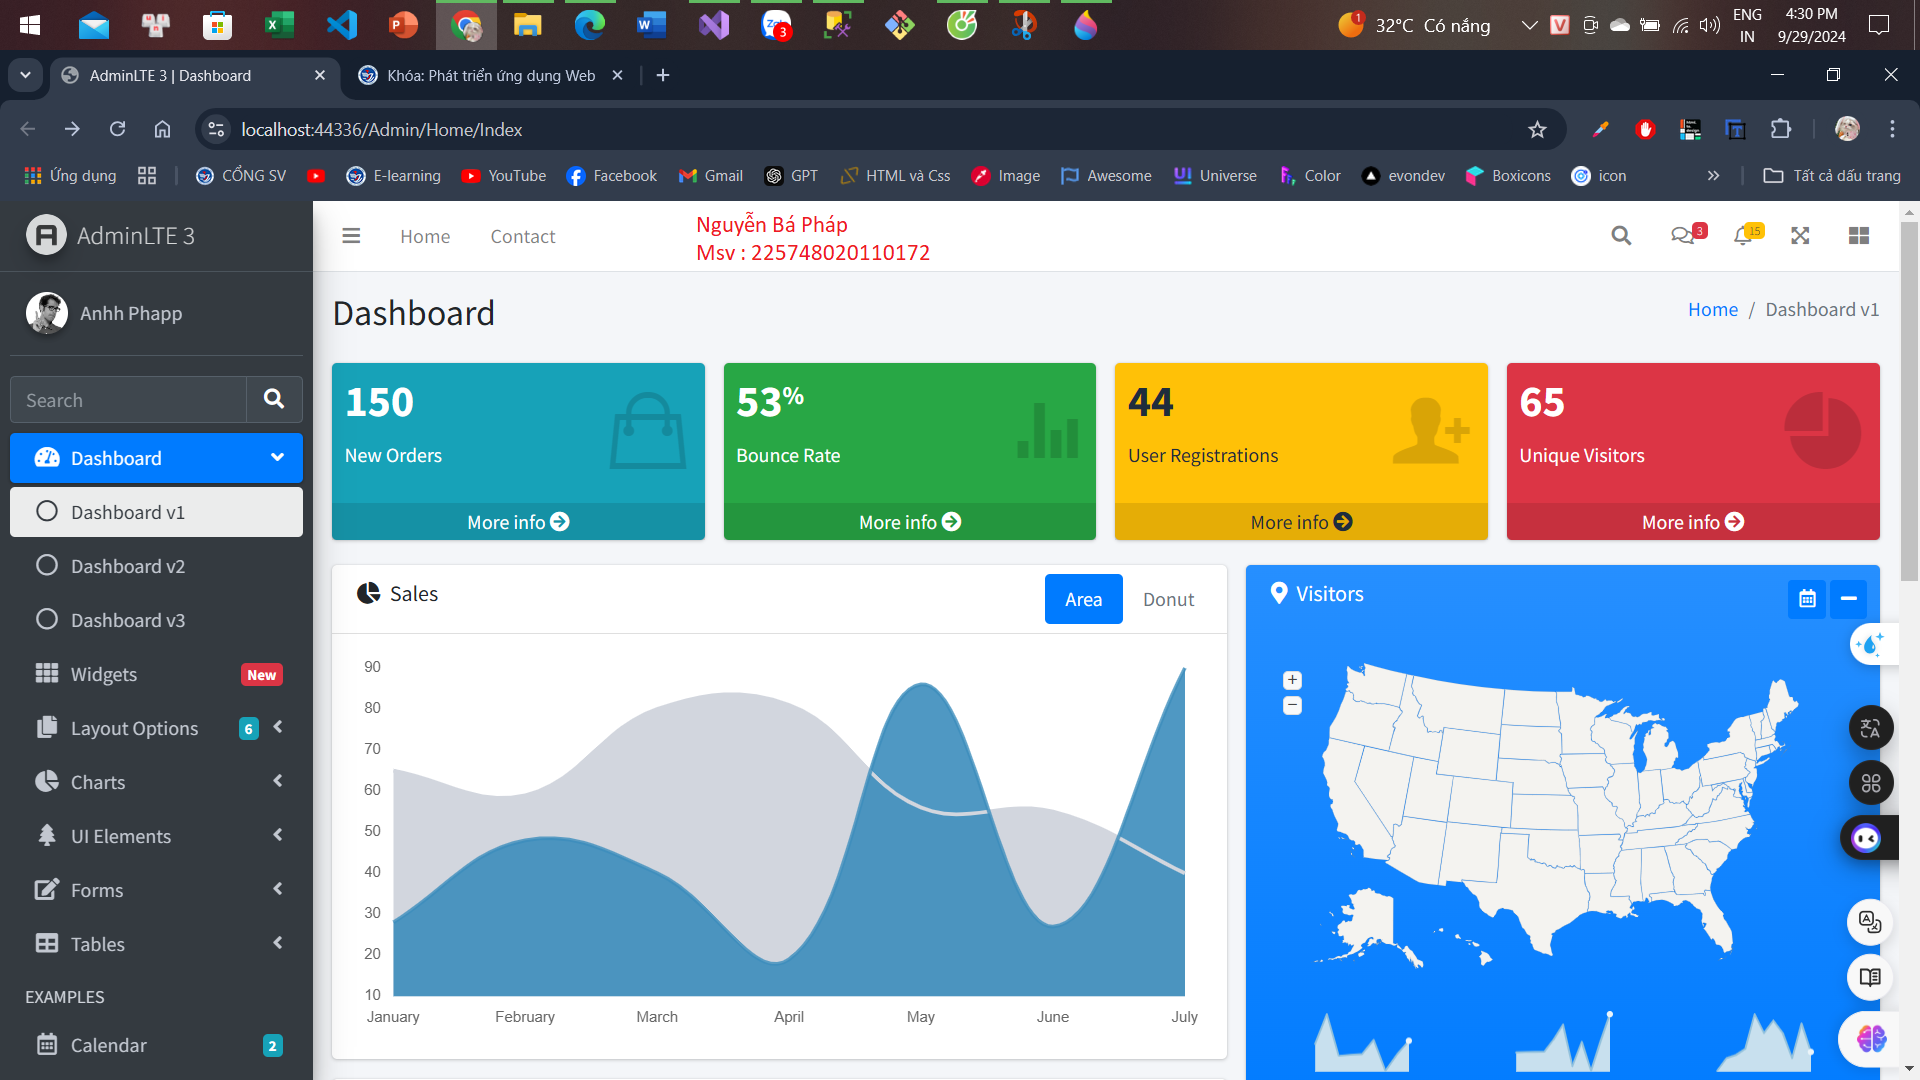 32°C Có nắng
ENG
IN
4:30 PM
9/29/2024
AdminLTE 3 | Dashboard
Khóa: Phát triển ứng dụng Web
localhost:44336/Admin/Home/Index
Ứng dụng
CỔNG SV
E-learning
YouTube
Facebook
Gmail
GPT
HTML và Css
Image
Awesome
Universe
Color
evondev
Boxicons
icon
Tất cả dấu trang
AdminLTE 3
Home
Contact
Nguyễn Bá Pháp
Msv : 225748020110172
3
15
Anhh Phapp
Search
Dashboard
Dashboard v1
Dashboard v2
Dashboard v3
Widgets New
Layout Options 6
Charts
UI Elements
Forms
Tables
EXAMPLES
Calendar 2
Dashboard
Home / Dashboard v1
150
New Orders
More info
53%
Bounce Rate
More info
44
User Registrations
More info
65
Unique Visitors
More info
Sales
Area
Donut
90
80
70
60
50
40
30
20
10
January February March April May June July
Visitors
+
−